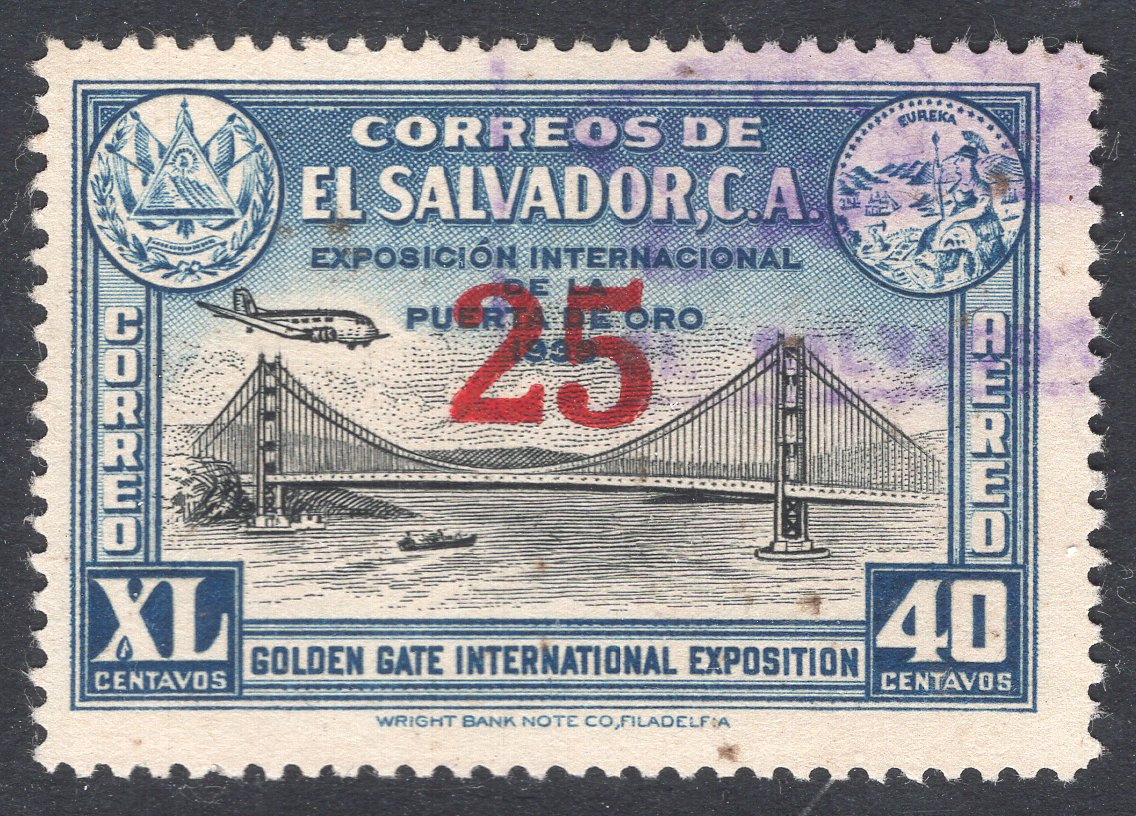 CORREOS DE
EL SALVADOR, C.A.
EUREKA
EXPOSICIÓN INTERNACIONAL
DE LA
PUERTA DE ORO
1939
25
CORREO
AEREO
XL
CENTAVOS
GOLDEN GATE INTERNATIONAL EXPOSITION
40
CENTAVOS
WRIGHT BANK NOTE CO, FILADELFIA